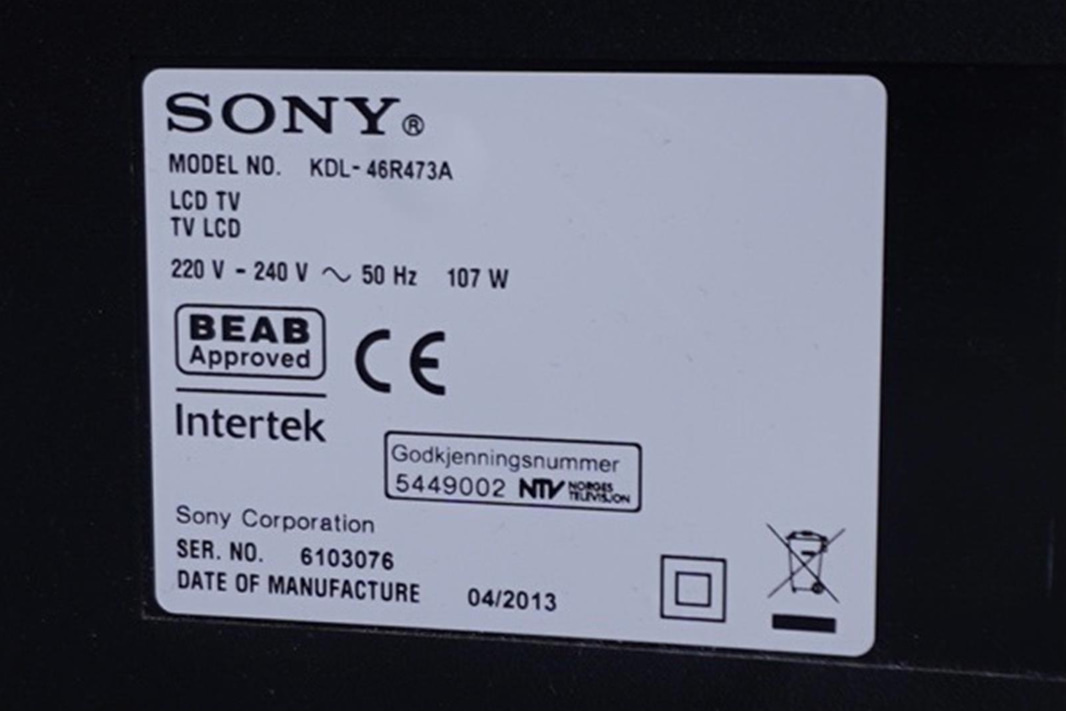 SONY®
MODEL NO. KDL-46R473A
LCD TV
TV LCD
220 V - 240 V ~ 50 Hz 107 W
BEAB
Approved
CE
Intertek
Godkjenningsnummer
5449002 NTV NORGES TELEVISJON
Sony Corporation
SER. NO. 6103076
DATE OF MANUFACTURE 04/2013